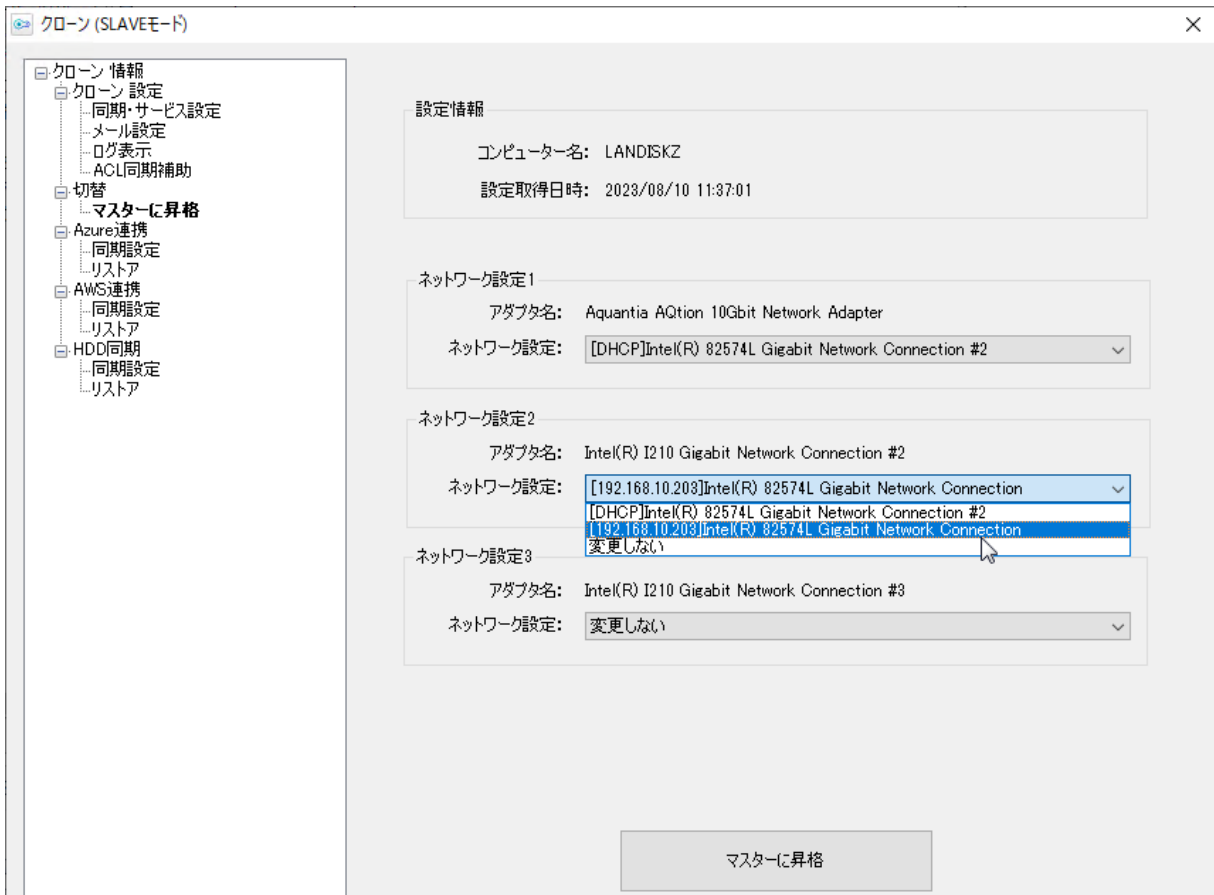 クローン (SLAVEモード)
クローン 情報
クローン 設定
同期・サービス設定
メール設定
ログ表示
ACL同期補助
切替
マスターに昇格
Azure連携
同期設定
リストア
AWS連携
同期設定
リストア
HDD同期
同期設定
リストア
設定情報
コンピューター名: LANDISKZ
設定取得日時: 2023/08/10 11:37:01
ネットワーク設定1
アダプタ名: Aquantia AQtion 10Gbit Network Adapter
ネットワーク設定: [DHCP]Intel(R) 82574L Gigabit Network Connection #2
ネットワーク設定2
アダプタ名: Intel(R) I210 Gigabit Network Connection #2
ネットワーク設定: [192.168.10.203]Intel(R) 82574L Gigabit Network Connection
[DHCP]Intel(R) 82574L Gigabit Network Connection #2
[192.168.10.203]Intel(R) 82574L Gigabit Network Connection
変更しない
ネットワーク設定3
アダプタ名: Intel(R) I210 Gigabit Network Connection #3
ネットワーク設定: 変更しない
マスターに昇格